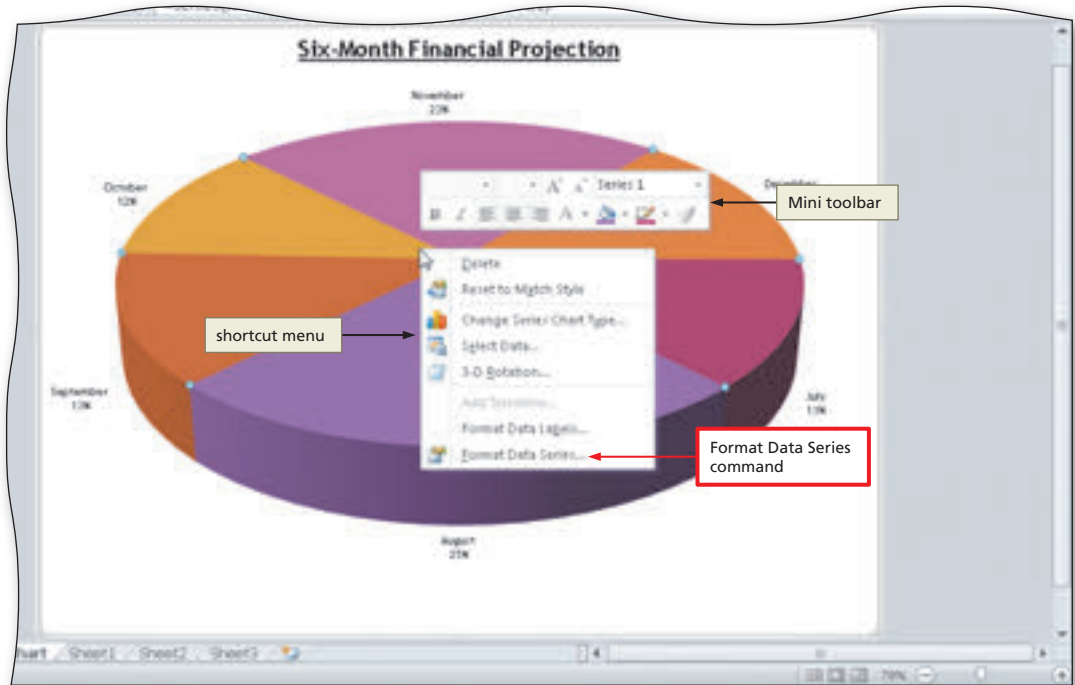 Six-Month Financial Projection
November
23%
October
12%
December
Mini toolbar
Series 1
Delete
Reset to Match Style
Change Series Chart Type...
Select Data...
3-D Rotation...
Format Data Labels...
Format Data Series...
shortcut menu
Format Data Series
command
September
13%
July
August
Sheet1 Sheet2 Sheet3